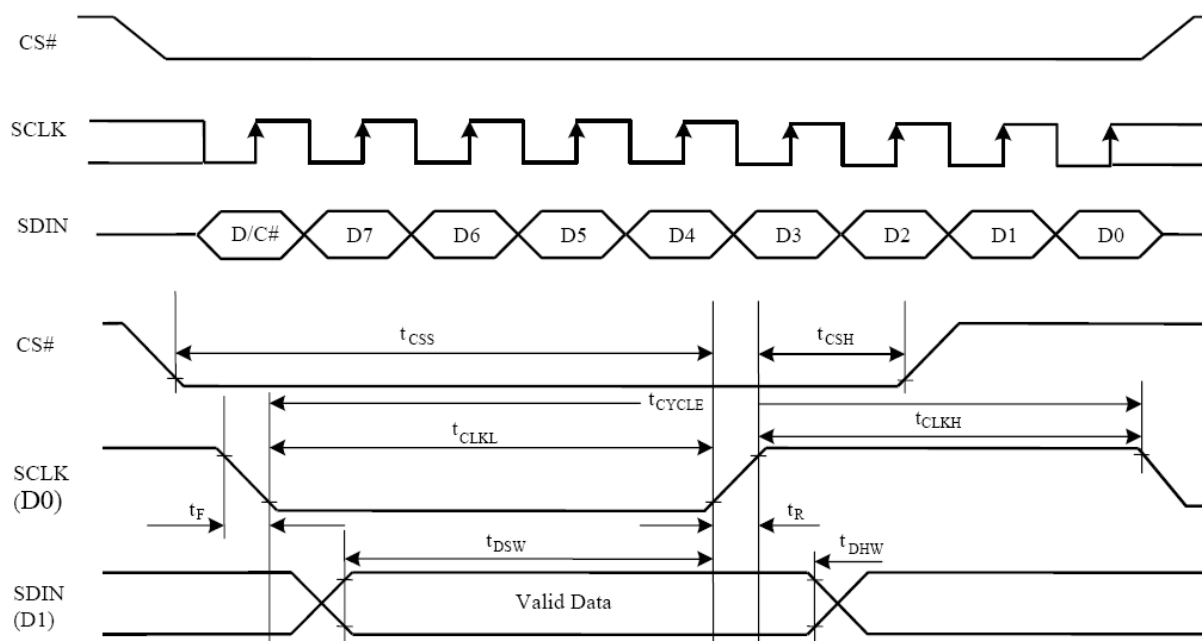 CS#
SCLK
SDIN
D/C# D7 D6 D5 D4 D3 D2 D1 D0
CS#
tCSS
tCSH
tCYCLE
tCLKL
tCLKH
SCLK
(D0)
tF
tR
tDSW
tDHW
SDIN
(D1)
Valid Data